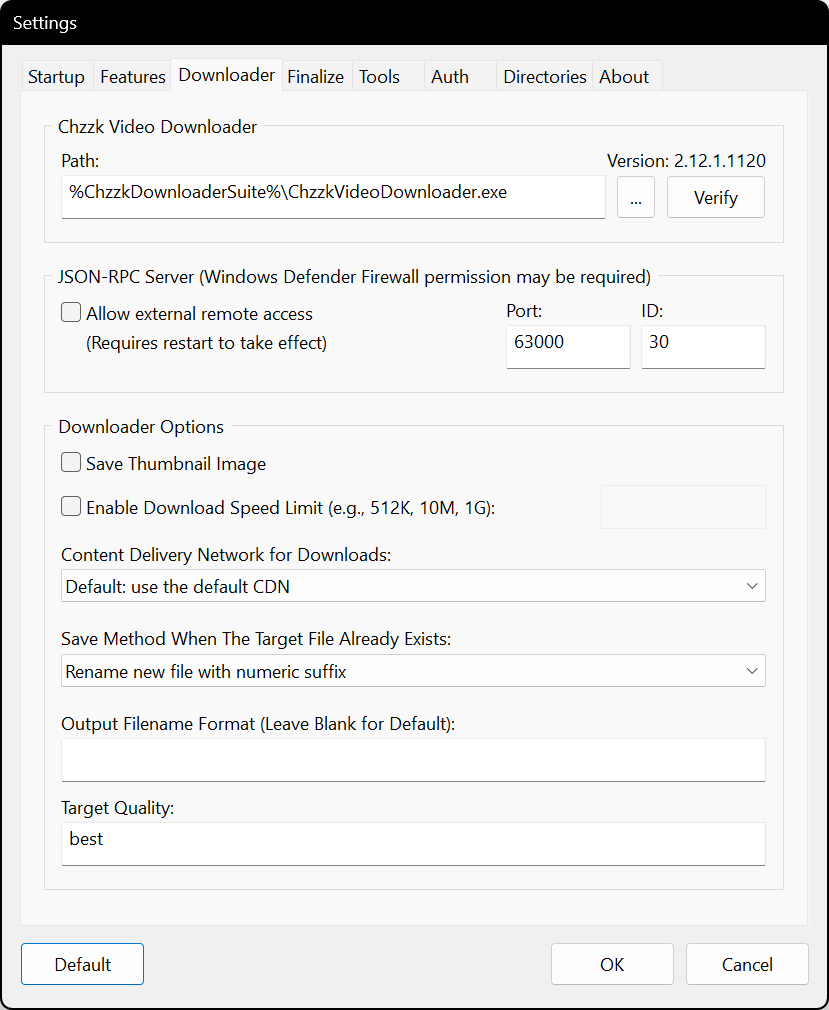 Settings
Startup Features Downloader Finalize Tools Auth Directories About
Chzzk Video Downloader
Path: Version: 2.12.1.1120
%ChzzkDownloaderSuite%\ChzzkVideoDownloader.exe ... Verify
JSON-RPC Server (Windows Defender Firewall permission may be required)
Allow external remote access Port: ID:
(Requires restart to take effect) 63000 30
Downloader Options
Save Thumbnail Image
Enable Download Speed Limit (e.g., 512K, 10M, 1G):
Content Delivery Network for Downloads:
Default: use the default CDN
Save Method When The Target File Already Exists:
Rename new file with numeric suffix
Output Filename Format (Leave Blank for Default):
Target Quality:
best
Default OK Cancel